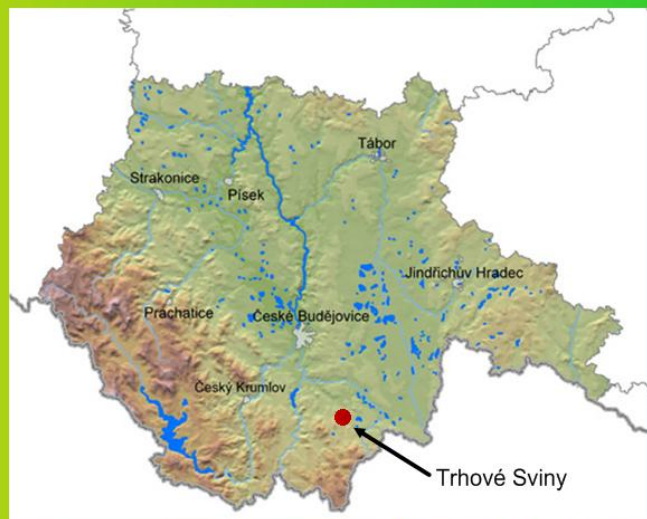 Tábor
Strakonice
Písek
Jindřichův Hradec
Prachatice
České Budějovice
Český Krumlov
Trhové Sviny